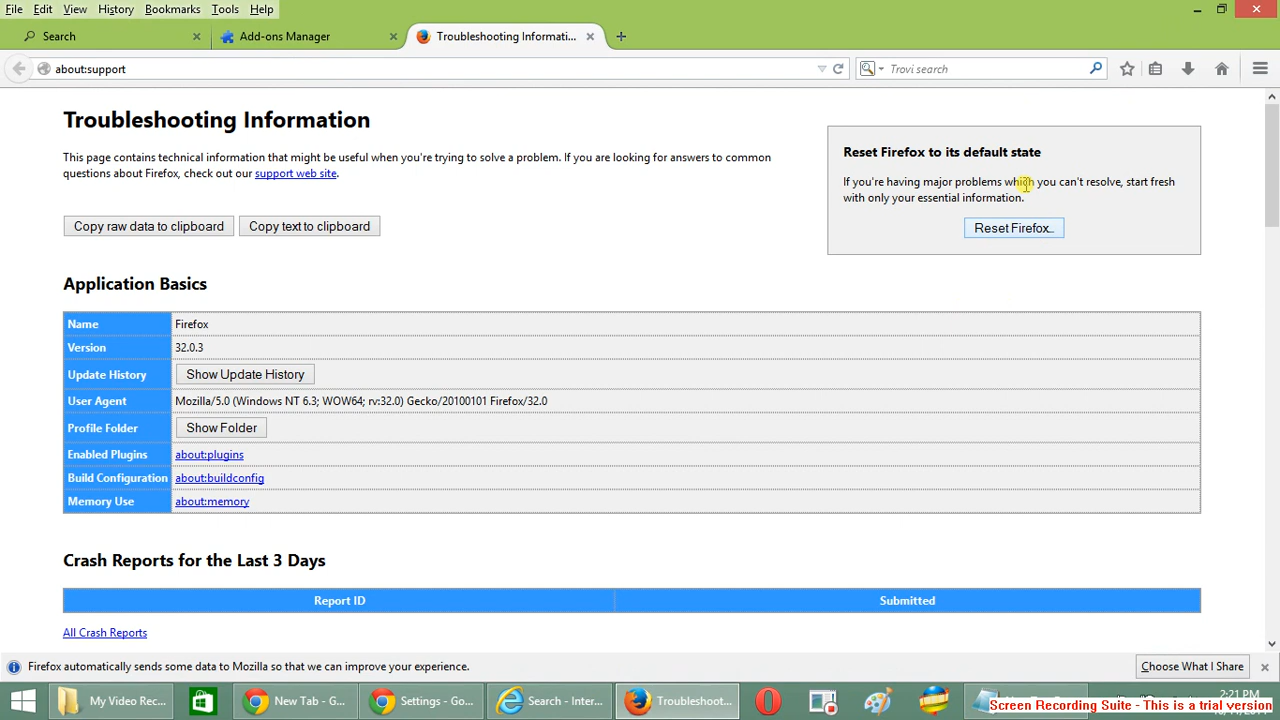 File Edit View History Bookmarks Tools Help
Search
Add-ons Manager
Troubleshooting Informati...
about:support
Trovi search
Troubleshooting Information
This page contains technical information that might be useful when you're trying to solve a problem. If you are looking for answers to common
questions about Firefox, check out our support web site.
Copy raw data to clipboard
Copy text to clipboard
Reset Firefox to its default state
If you're having major problems which you can't resolve, start fresh
with only your essential information.
Reset Firefox...
Application Basics
Name Firefox
Version 32.0.3
Update History Show Update History
User Agent Mozilla/5.0 (Windows NT 6.3; WOW64; rv:32.0) Gecko/20100101 Firefox/32.0
Profile Folder Show Folder
Enabled Plugins about:plugins
Build Configuration about:buildconfig
Memory Use about:memory
Crash Reports for the Last 3 Days
Report ID Submitted
All Crash Reports
Firefox automatically sends some data to Mozilla so that we can improve your experience.
Choose What I Share
My Video Rec...
New Tab - G...
Settings - Go...
Search - Inter...
Troubleshoot...
2:21 PM
Screen Recording Suite - This is a trial version